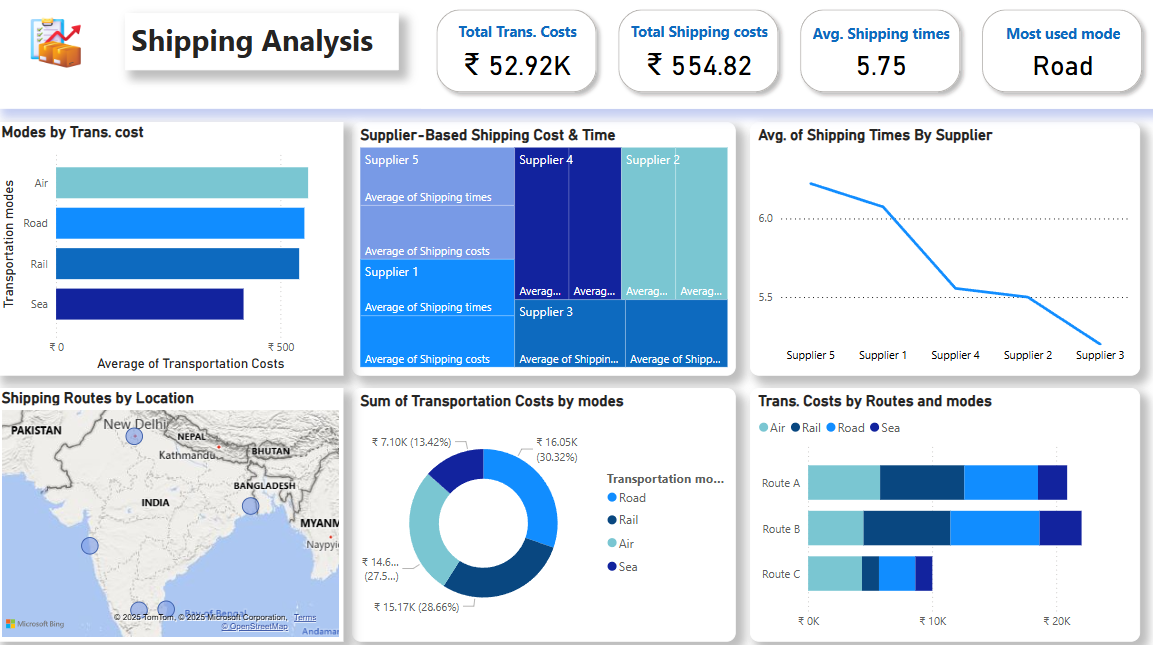 Shipping Analysis
Total Trans. Costs
₹ 52.92K
Total Shipping costs
₹ 554.82
Avg. Shipping times
5.75
Most used mode
Road
Modes by Trans. cost
Transportation modes
Air
Road
Rail
Sea
₹ 0
₹ 500
Average of Transportation Costs
Supplier-Based Shipping Cost & Time
Supplier 5
Average of Shipping times
Average of Shipping costs
Supplier 1
Average of Shipping times
Average of Shipping costs
Supplier 4
Averag...
Averag...
Supplier 2
Averag...
Averag...
Supplier 3
Average of Shippin...
Average of Shipp...
Avg. of Shipping Times By Supplier
6.0
5.5
Supplier 5
Supplier 1
Supplier 4
Supplier 2
Supplier 3
Shipping Routes by Location
PAKISTAN
New Delhi
NEPAL
Kathmandu
BHUTAN
BANGLADESH
INDIA
MYANM
Naypyi
Bay of Bengal
© 2025 TomTom, © 2025 Microsoft Corporation, Terms
© OpenStreetMap
Microsoft Bing
Andaman
Sum of Transportation Costs by modes
₹ 7.10K (13.42%)
₹ 16.05K
(30.32%)
₹ 14.6...
(27.5...)
₹ 15.17K (28.66%)
Transportation mo...
Road
Rail
Air
Sea
Trans. Costs by Routes and modes
Air Rail Road Sea
Route A
Route B
Route C
₹ 0K
₹ 10K
₹ 20K